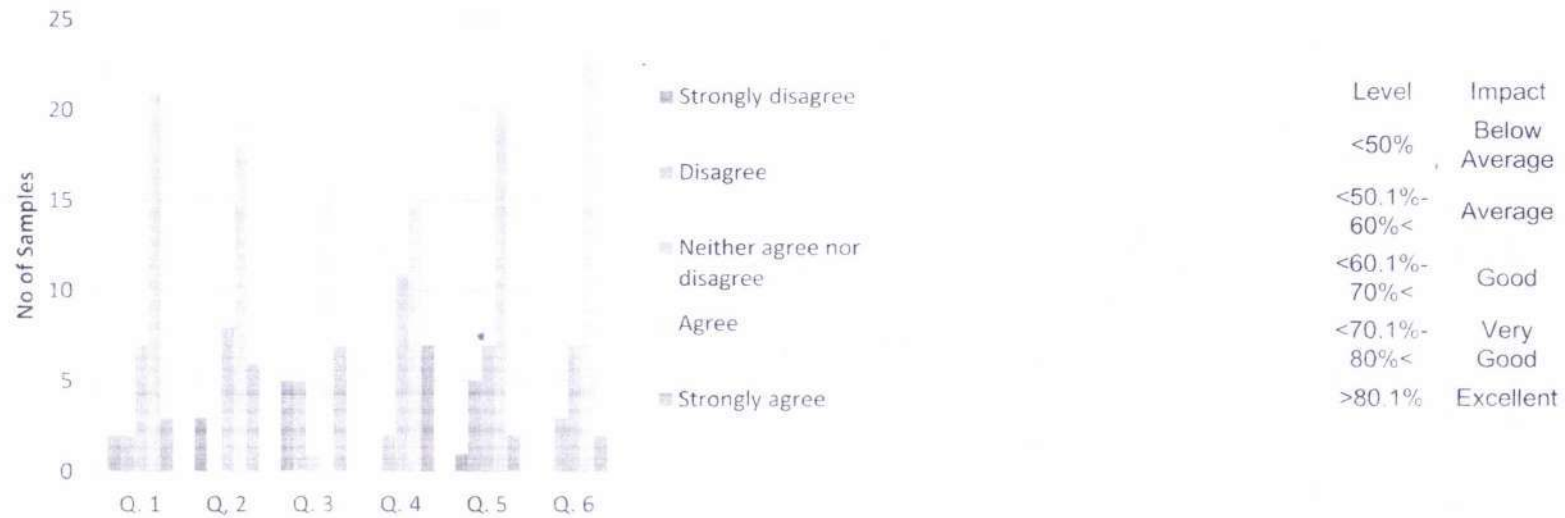 25
20
15
10
5
0
No of Samples
Q. 1
Q, 2
Q. 3
Q. 4
Q. 5
Q. 6
Strongly disagree
Disagree
Neither agree nor
disagree
Agree
Strongly agree
Level Impact
<50% Below
Average
<50.1%-
60%< Average
<60.1%-
70%< Good
<70.1%- Very
80%< Good
>80.1% Excellent